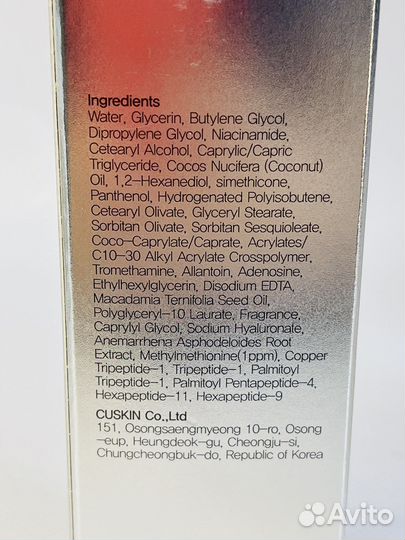 Ingredients
Water, Glycerin, Butylene Glycol,
Dipropylene Glycol, Niacinamide,
Cetearyl Alcohol, Caprylic/Capric
Triglyceride, Cocos Nucifera (Coconut)
Oil, 1,2-Hexanediol, simethicone,
Panthenol, Hydrogenated Polyisobutene,
Cetearyl Olivate, Glyceryl Stearate,
Sorbitan Olivate, Sorbitan Sesquioleate,
Coco-Caprylate/Caprate, Acrylates/
C10-30 Alkyl Acrylate Crosspolymer,
Tromethamine, Allantoin, Adenosine,
Ethylhexylglycerin, Disodium EDTA,
Macadamia Ternifolia Seed Oil,
Polyglyceryl-10 Laurate, Fragrance,
Caprylyl Glycol, Sodium Hyaluronate,
Anemarrhena Asphodeloides Root
Extract, Methylmethionine(1ppm), Copper
Tripeptide-1, Tripeptide-1, Palmitoyl
Tripeptide-1, Palmitoyl Pentapeptide-4,
Hexapeptide-11, Hexapeptide-9
CUSKIN Co.,Ltd
151, Osongsaengmyeong 10-ro, Osong
-eup, Heungdeok-gu, Cheongju-si,
Chungcheongbuk-do, Republic of Korea
Avito